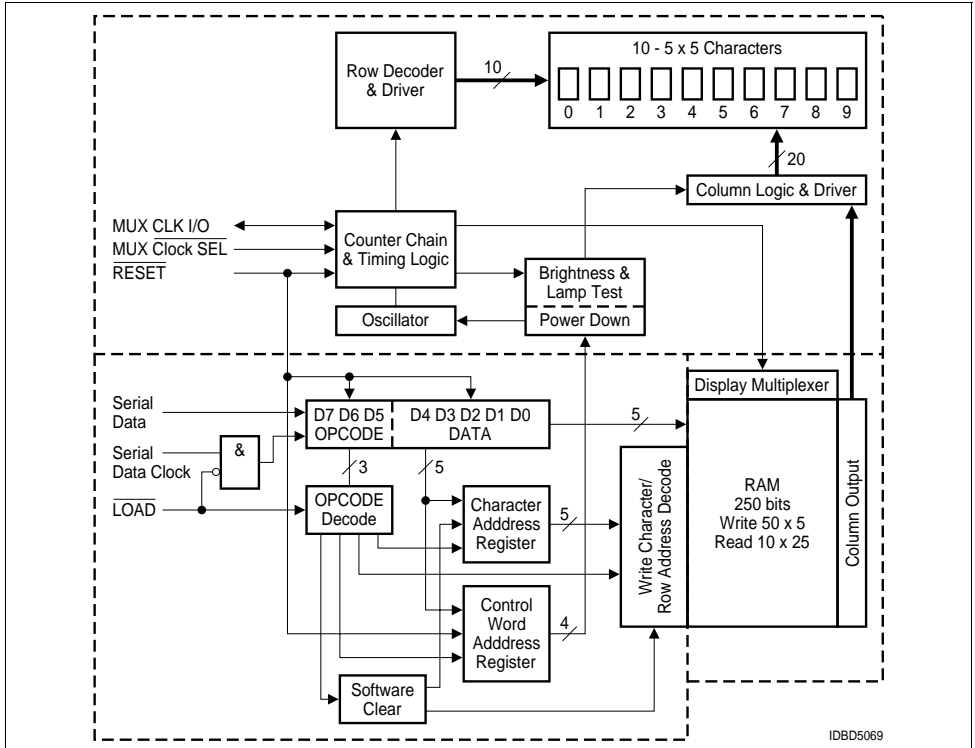 10 - 5 x 5 Characters
0 1 2 3 4 5 6 7 8 9
Row Decoder
& Driver
10
20
Column Logic & Driver
MUX CLK I/O
MUX Clock SEL
RESET
Counter Chain
& Timing Logic
Brightness &
Lamp Test
Power Down
Oscillator
Display Multiplexer
Serial
Data
D7 D6 D5
OPCODE
D4 D3 D2 D1 D0
DATA
5
Serial
Data Clock
&
3
5
LOAD
OPCODE
Decode
Character
Adddress
Register
5
Write Character/
Row Address Decode
RAM
250 bits
Write 50 x 5
Read 10 x 25
Column Output
Control
Word
Adddress
Register
4
Software
Clear
IDBD5069